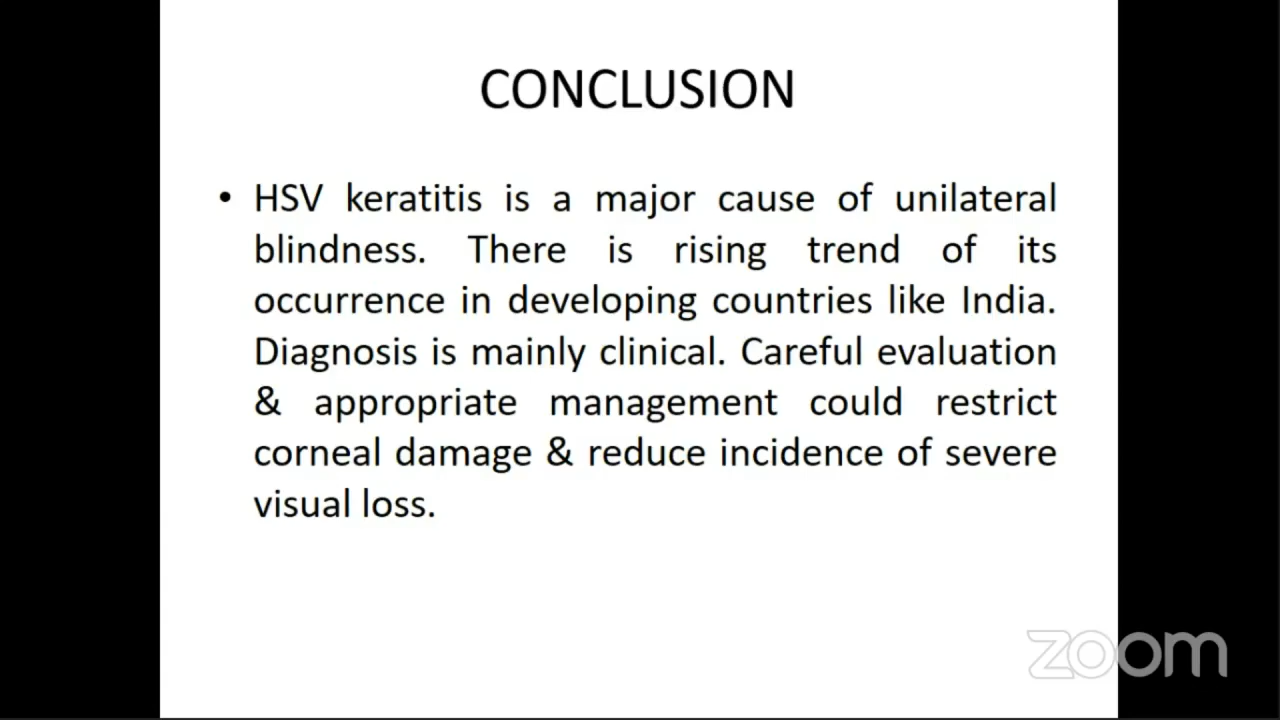 CONCLUSION
• HSV keratitis is a major cause of unilateral
blindness. There is rising trend of its
occurrence in developing countries like India.
Diagnosis is mainly clinical. Careful evaluation
& appropriate management could restrict
corneal damage & reduce incidence of severe
visual loss.
zoom